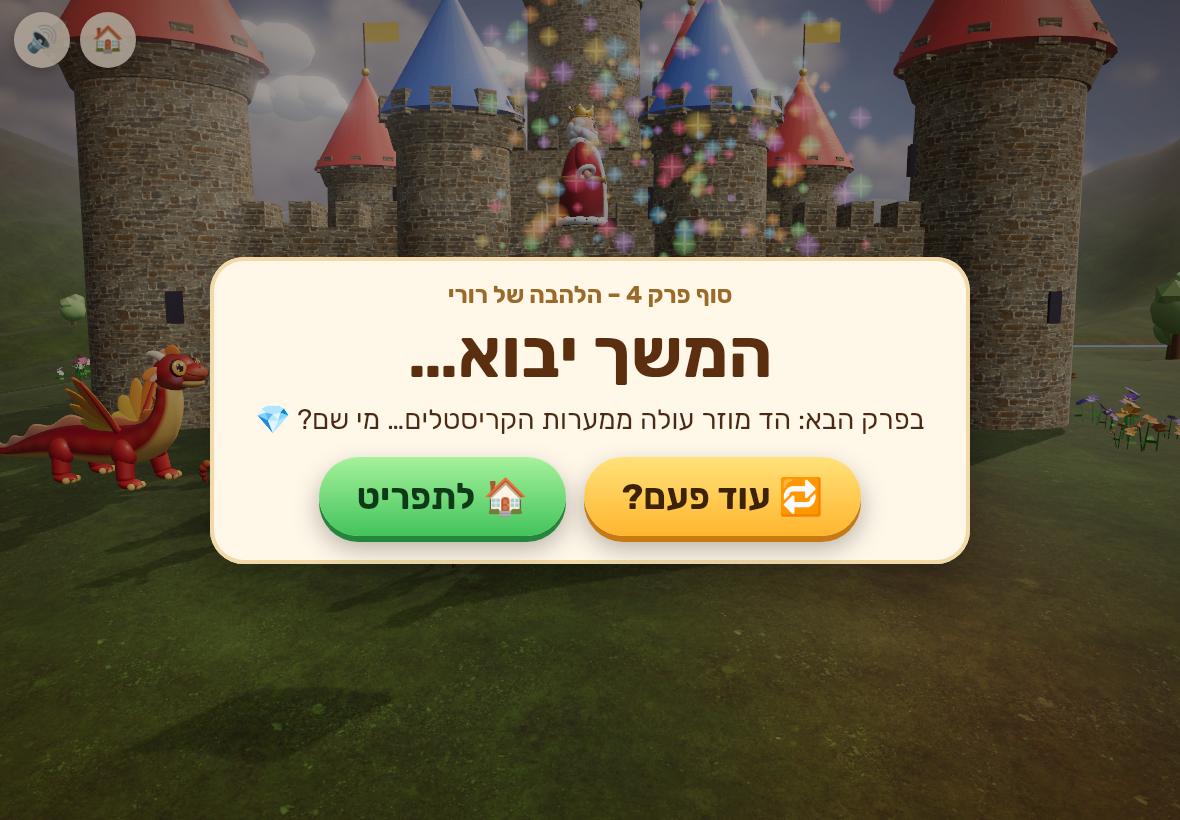 סוף פרק 4 – הלהבה של רורי
המשך יבוא...
בפרק הבא: הד מוזר עולה ממערות הקריסטלים... מי שם? 💎
🔁 עוד פעם?
🏠 לתפריט